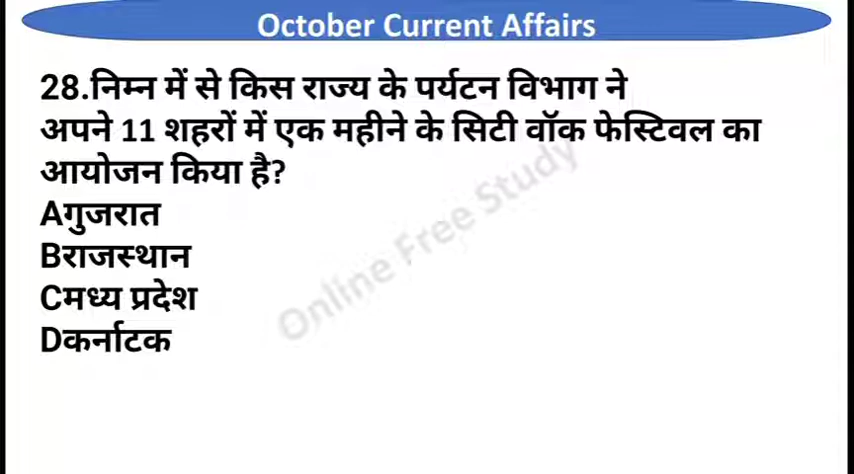 October Current Affairs
28.निम्न में से किस राज्य के पर्यटन विभाग ने
अपने 11 शहरों में एक महीने के सिटी वॉक फेस्टिवल का
आयोजन किया है?
Aगुजरात
Bराजस्थान
Cमध्य प्रदेश
Dकर्नाटक
Online Free Study